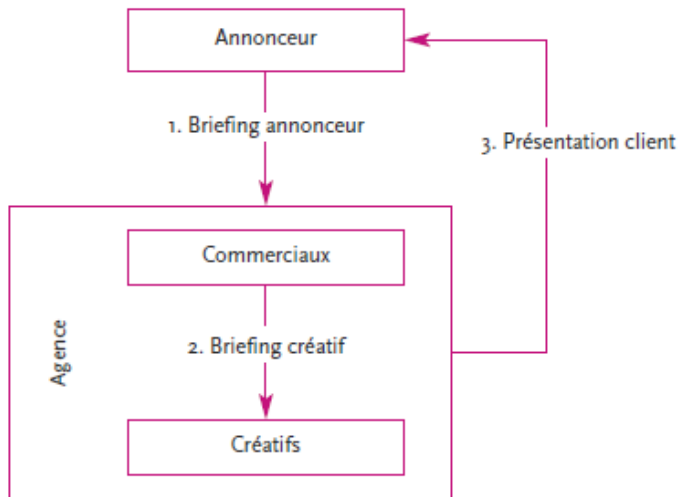 Annonceur
1. Briefing annonceur
3. Présentation client
Commerciaux
2. Briefing créatif
Agence
Créatifs